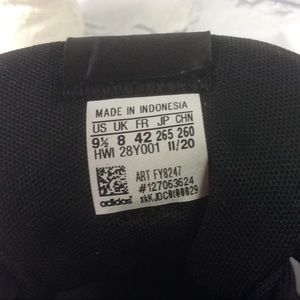 MADE IN INDONESIA
US UK FR JP CHN
9½ 8 42 265 260
HWI 28Y001 11/20
ART FY8247
#127063624
adidas